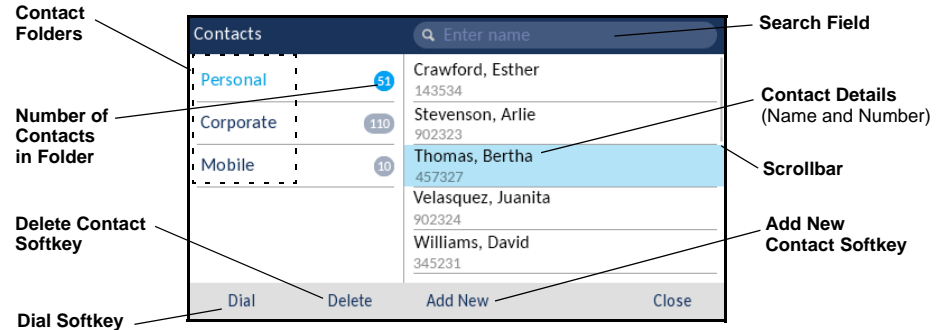 Contact
Folders
Number of
Contacts
in Folder
Delete Contact
Softkey
Dial Softkey
Contacts
Enter name
Personal
51
Corporate
110
Mobile
10
Crawford, Esther
143534
Stevenson, Arlie
902323
Thomas, Bertha
457327
Velasquez, Juanita
902324
Williams, David
345231
Dial
Delete
Add New
Close
Search Field
Contact Details
(Name and Number)
Scrollbar
Add New
Contact Softkey